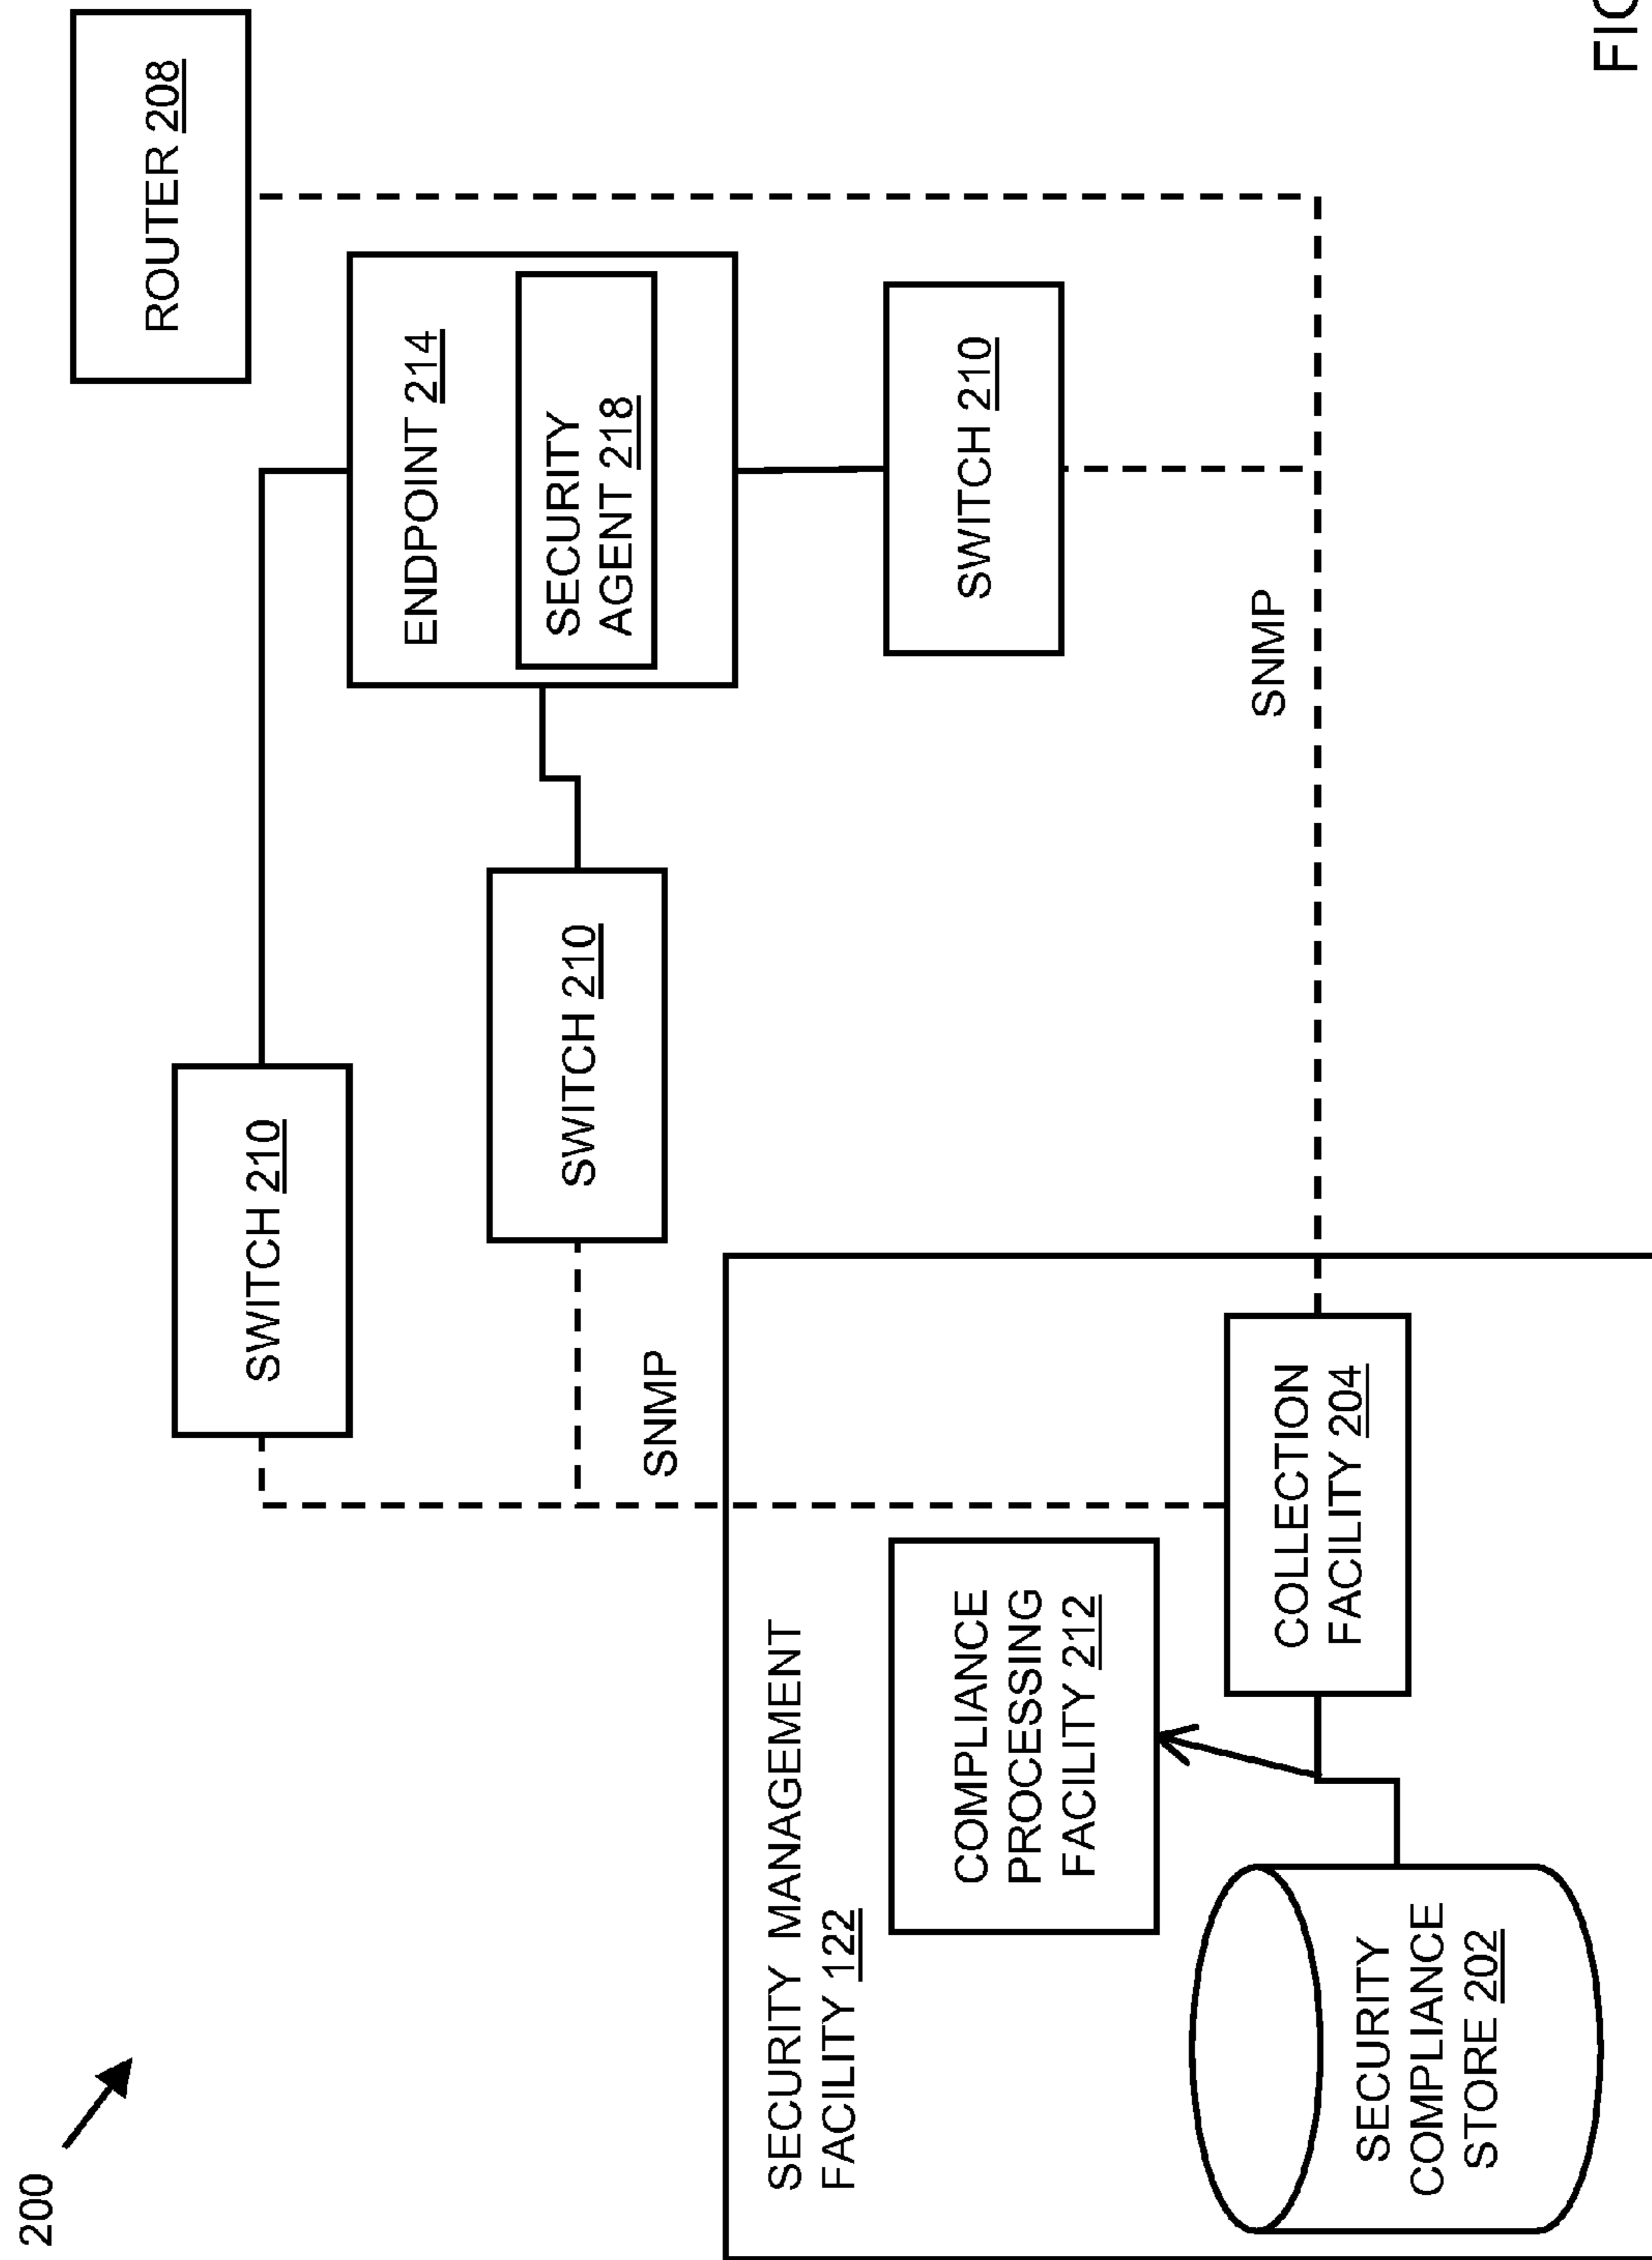 200
ROUTER 208
SWITCH 210
ENDPOINT 214
SECURITY
AGENT 218
SWITCH 210
SNMP
SWITCH 210
SECURITY MANAGEMENT
FACILITY 122
COMPLIANCE
PROCESSING
FACILITY 212
SNMP
SECURITY
COMPLIANCE
STORE 202
COLLECTION
FACILITY 204
FIG